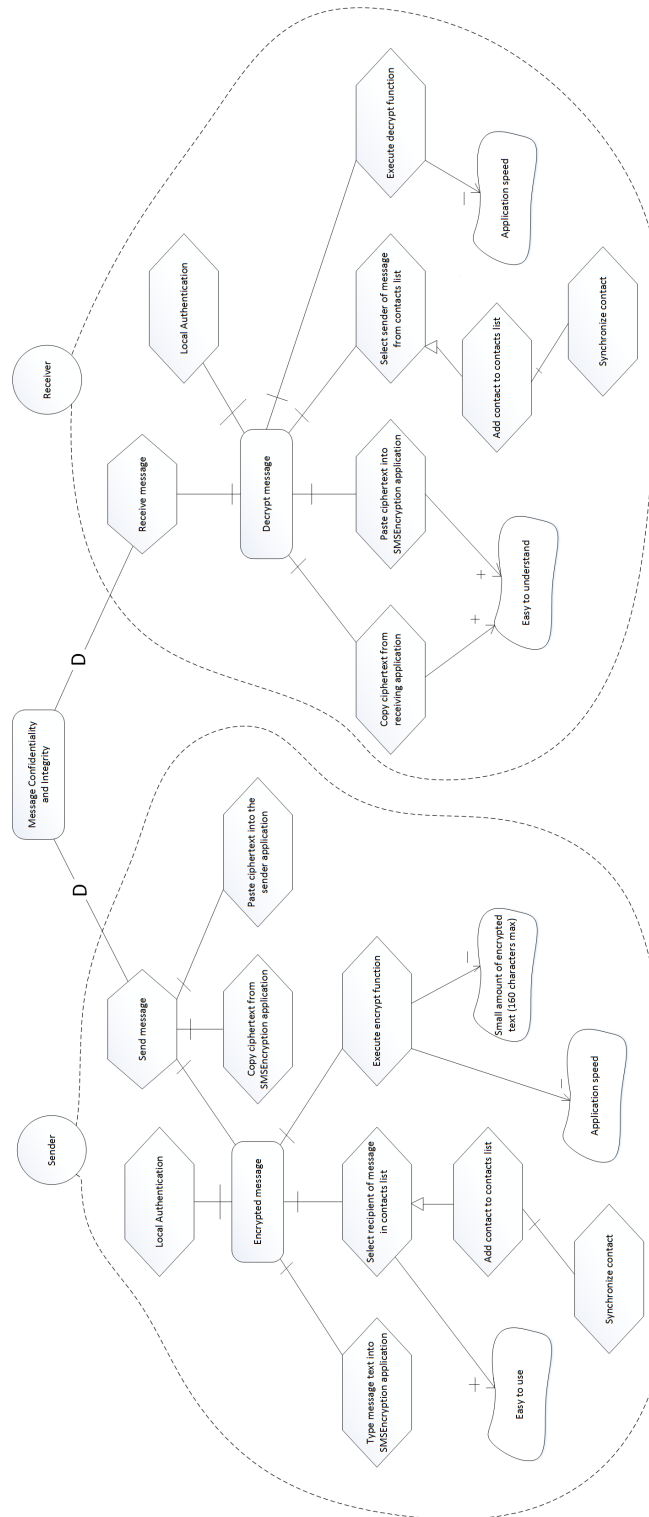 Message Confidentiality
and Integrity
D
D
Sender
Receiver
Local Authentication
Send message
Encrypted message
Copy ciphertext from
SMSEncryption application
Paste ciphertext into the
sender application
Type message text into
SMSEncryption application
Select recipient of message
in contacts list
Execute encrypt function
Easy to use
+
Add contact to contacts list
Synchronize contact
Application speed
–
Small amount of encrypted
text (160 characters max)
–
Receive message
Local Authentication
Decrypt message
Copy ciphertext from
receiving application
Paste ciphertext into
SMSEncryption application
Select sender of message
from contacts list
Execute decrypt function
+
+
Easy to understand
Add contact to contacts list
Synchronize contact
–
Application speed